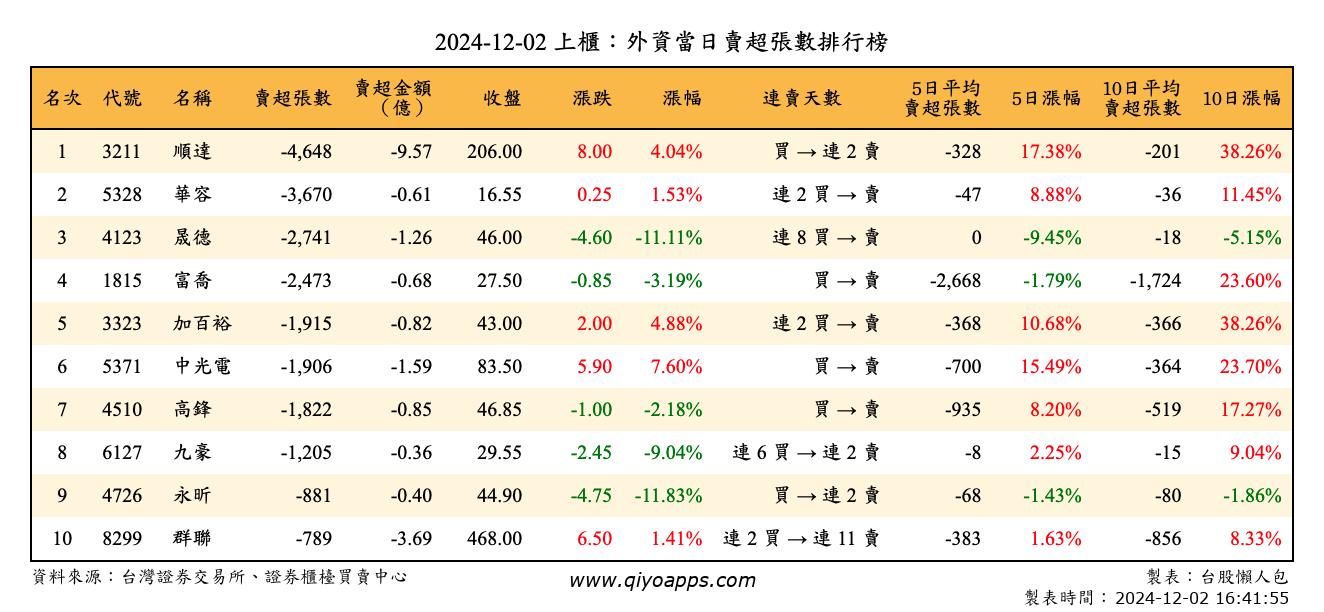 2024-12-02 上櫃：外資當日賣超張數排行榜
名次 代號 名稱 賣超張數 賣超金額（億） 收盤 漲跌 漲幅 連賣天數 5日平均賣超張數 5日漲幅 10日平均賣超張數 10日漲幅
1 3211 順達 -4,648 -9.57 206.00 8.00 4.04% 買 → 連 2 賣 -328 17.38% -201 38.26%
2 5328 華容 -3,670 -0.61 16.55 0.25 1.53% 連 2 買 → 賣 -47 8.88% -36 11.45%
3 4123 晟德 -2,741 -1.26 46.00 -4.60 -11.11% 連 8 買 → 賣 0 -9.45% -18 -5.15%
4 1815 富喬 -2,473 -0.68 27.50 -0.85 -3.19% 買 → 賣 -2,668 -1.79% -1,724 23.60%
5 3323 加百裕 -1,915 -0.82 43.00 2.00 4.88% 連 2 買 → 賣 -368 10.68% -366 38.26%
6 5371 中光電 -1,906 -1.59 83.50 5.90 7.60% 買 → 賣 -700 15.49% -364 23.70%
7 4510 高鋒 -1,822 -0.85 46.85 -1.00 -2.18% 買 → 賣 -935 8.20% -519 17.27%
8 6127 九豪 -1,205 -0.36 29.55 -2.45 -9.04% 連 6 買 → 連 2 賣 -8 2.25% -15 9.04%
9 4726 永昕 -881 -0.40 44.90 -4.75 -11.83% 買 → 連 2 賣 -68 -1.43% -80 -1.86%
10 8299 群聯 -789 -3.69 468.00 6.50 1.41% 連 2 買 → 連 11 賣 -383 1.63% -856 8.33%
資料來源：台灣證券交易所、證券櫃檯買賣中心 www.qiyoapps.com 製表：台股懶人包
製表時間：2024-12-02 16:41:55